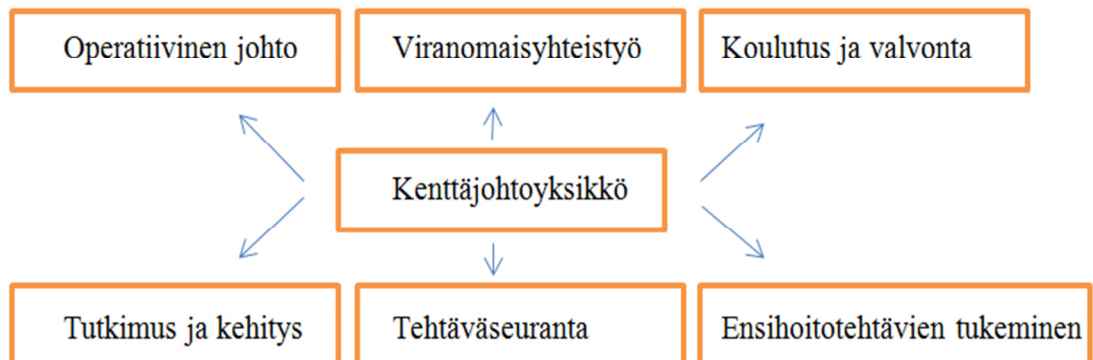 Operatiivinen johto
Viranomaisyhteistyö
Koulutus ja valvonta
Kenttäjohtoyksikkö
Tutkimus ja kehitys
Tehtäväseuranta
Ensihoitotehtävien tukeminen